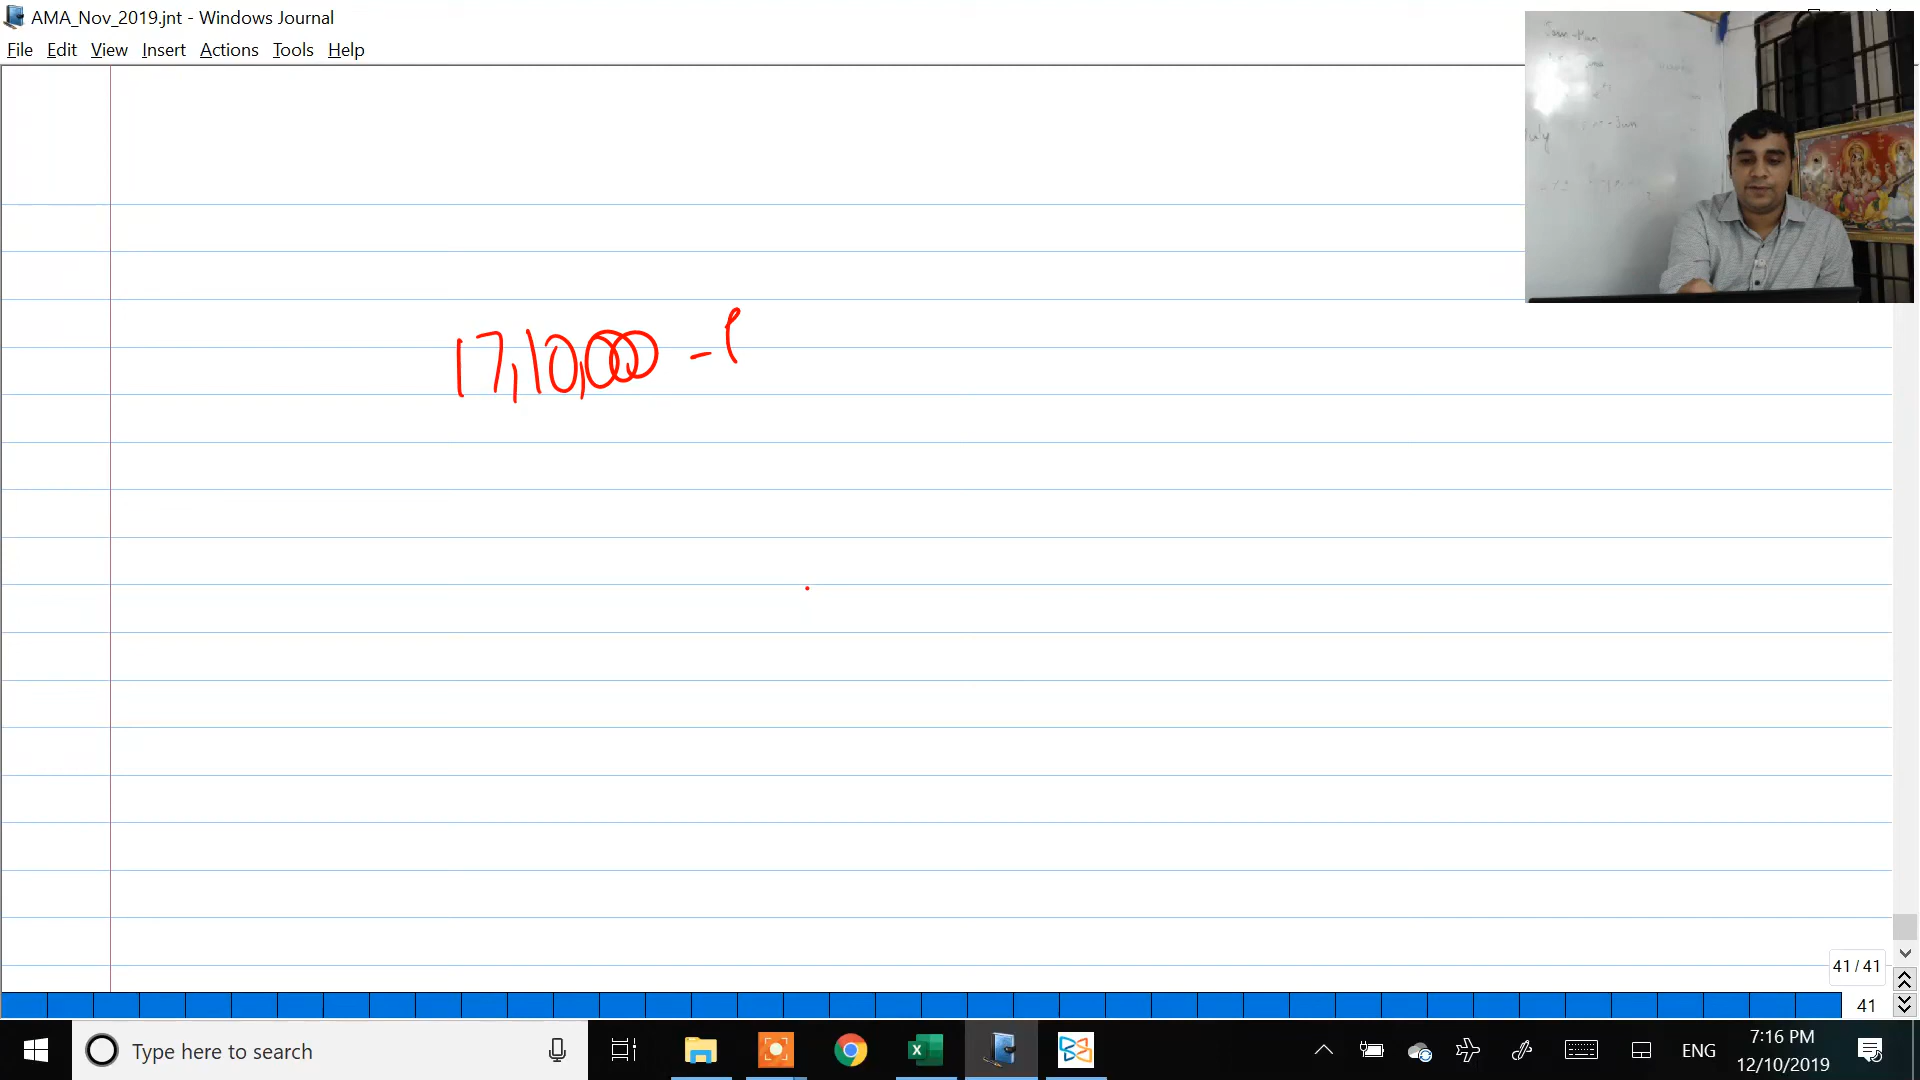 AMA_Nov_2019.jnt - Windows Journal
File Edit View Insert Actions Tools Help
17,10,000 - (
41 / 41
41
Type here to search
ENG
7:16 PM
12/10/2019